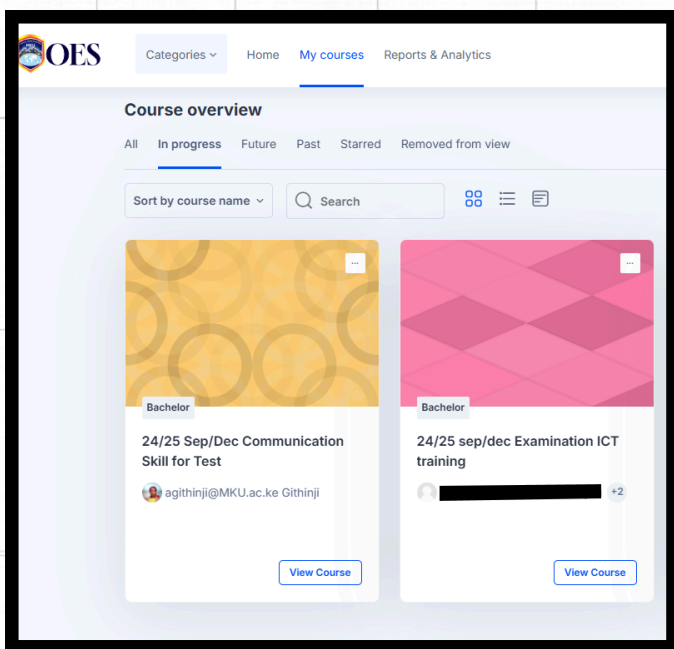 OES
Categories
Home
My courses
Reports & Analytics
Course overview
All
In progress
Future
Past
Starred
Removed from view
Sort by course name
Search
...
...
Bachelor
24/25 Sep/Dec Communication
Skill for Test
agithinji@MKU.ac.ke Githinji
View Course
Bachelor
24/25 sep/dec Examination ICT
training
+2
View Course